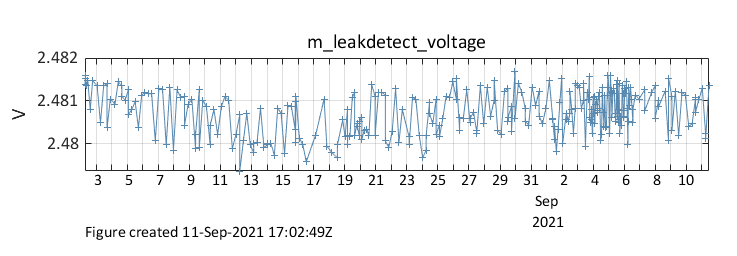 m_leakdetect_voltage
2.482
2.481
2.48
V
3 5 7 9 11 13 15 17 19 21 23 25 27 29 31 2 4 6 8 10
Sep
2021
Figure created 11-Sep-2021 17:02:49Z